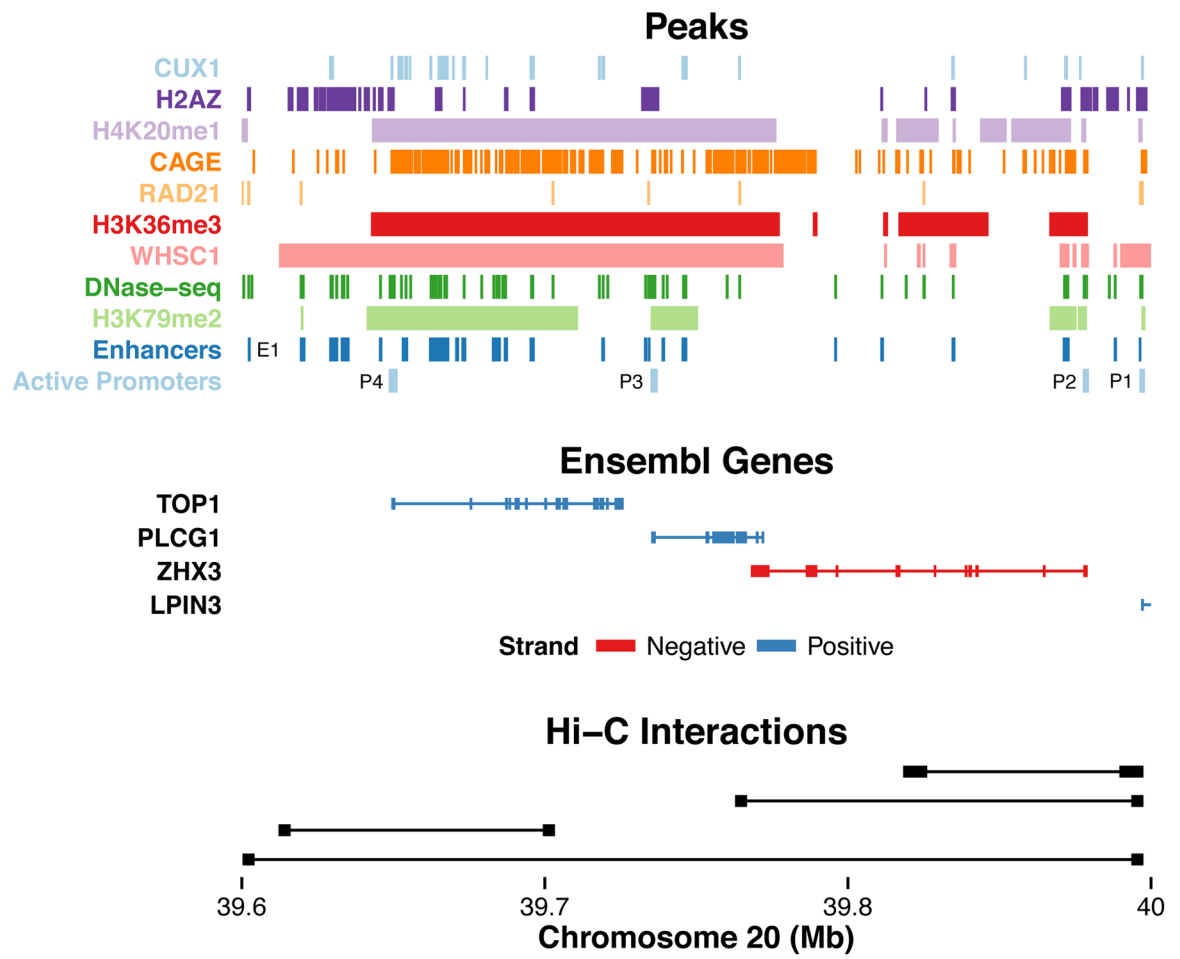 Peaks
CUX1
H2AZ
H4K20me1
CAGE
RAD21
H3K36me3
WHSC1
DNase−seq
H3K79me2
Enhancers E1
Active Promoters P4 P3 P2 P1
Ensembl Genes
TOP1
PLCG1
ZHX3
LPIN3
Strand Negative Positive
Hi−C Interactions
39.6 39.7 39.8 40
Chromosome 20 (Mb)